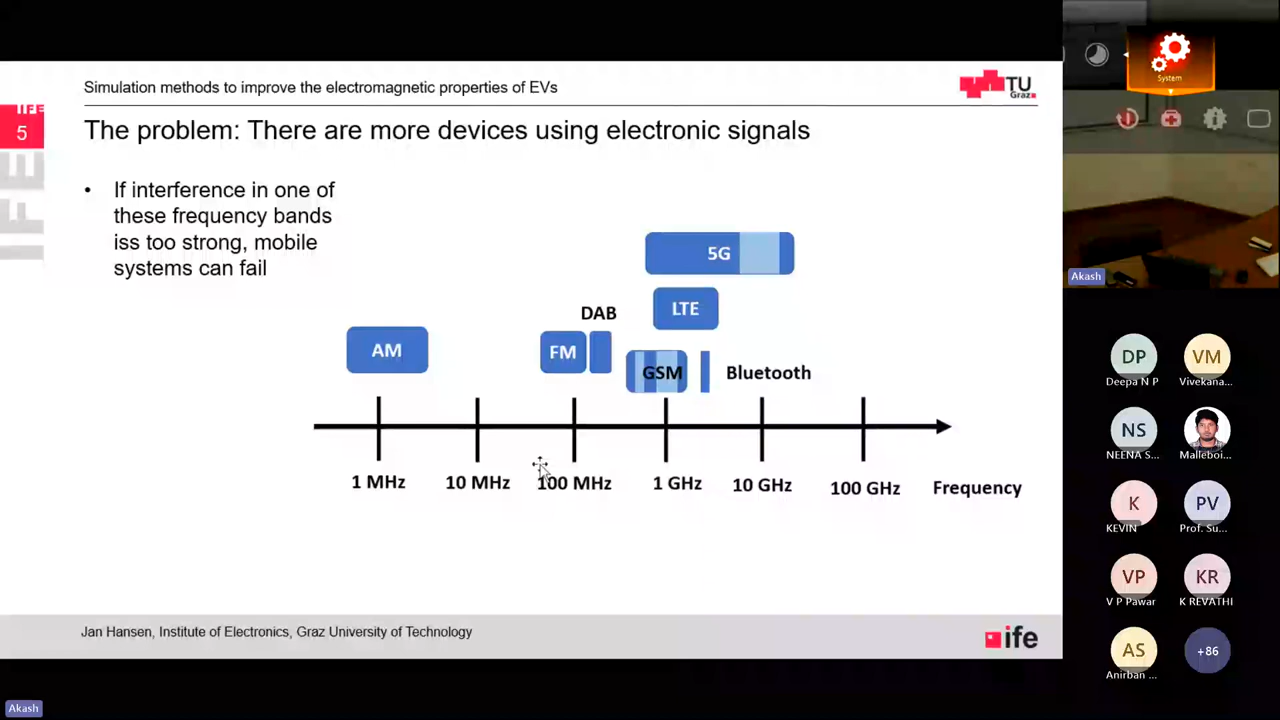 Simulation methods to improve the electromagnetic properties of EVs
TU
Graz
IFE
5
The problem: There are more devices using electronic signals
• If interference in one of
these frequency bands
iss too strong, mobile
systems can fail
5G
LTE
DAB
AM
FM
GSM
Bluetooth
1 MHz
10 MHz
100 MHz
1 GHz
10 GHz
100 GHz
Frequency
IFE
Jan Hansen, Institute of Electronics, Graz University of Technology
ife
Akash
System
Akash
DP
VM
Deepa N P
Vivekana...
NS
NEENA S...
Malleboi...
K
PV
KEVIN
Prof. Su...
VP
KR
V P Pawar
K REVATHI
AS
+86
Anirban ...